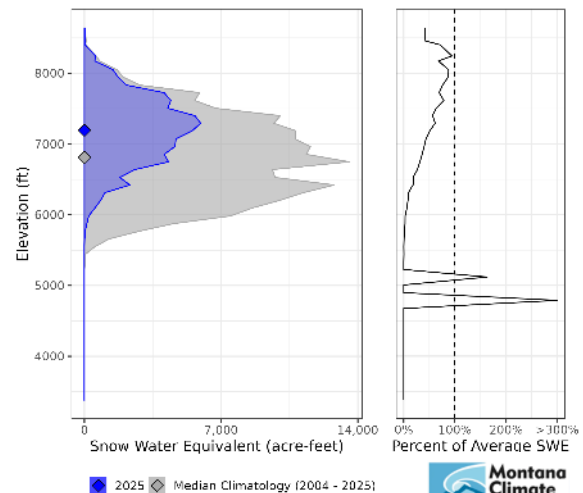 8000
7000
6000
5000
4000
Elevation (ft)
0 7,000 14,000
Snow Water Equivalent (acre-feet)
0% 100% 200% >300%
Percent of Average SWE
2025 Median Climatology (2004 - 2025)
Montana
Climate